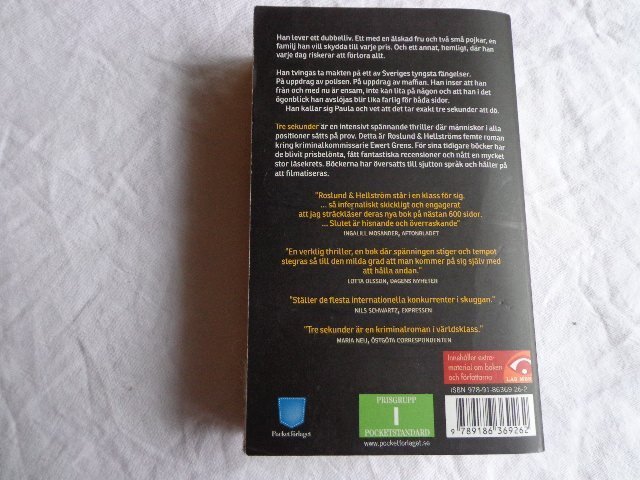 Han lever ett dubbelliv. Ett med en älskad fru och två små pojkar, en
familj han vill skydda till varje pris. Och ett annat, hemligt, där han
varje dag riskerar att förlora allt.
Han tvingas ta makten på ett av Sveriges tyngsta fängelser.
På uppdrag av polisen. På uppdrag av maffian. Han inser att han
från och med nu är ensam, inte kan lita på någon och att han i det
ögonblick han avslöjas blir lika farlig för båda sidor.
Han kallar sig Paula och vet att det tar exakt tre sekunder att dö.
Tre sekunder är en intensivt spännande thriller där människor i alla
positioner sätts på prov. Detta är Roslund & Hellströms femte roman
kring kriminalkommissarie Ewert Grens. För sina tidigare böcker har
de blivit prisbelönta, fått fantastiska recensioner och nått en mycket
stor läsekrets. Böckerna har översatts till sjutton språk och håller på
att filmatiseras.
"Roslund & Hellström står i en klass för sig.
... så infernaliskt skickligt och engagerat
att jag sträckläser deras nya bok på nästan 600 sidor.
... Slutet är hisnande och överraskande"
INGALILL MOSANDER, AFTONBLADET
"En verklig thriller, en bok där spänningen stiger och tempot
stegras så till den milda grad att man kommer på sig själv med
att hålla andan."
LOTTA OLSSON, DAGENS NYHETER
"Ställer de flesta internationella konkurrenter i skuggan."
NILS SCHWARTZ, EXPRESSEN
"Tre sekunder är en kriminalroman i världsklass."
MARIA NEIJ, ÖSTGÖTA CORRESPONDENTEN
Innehåller extra-
material om boken
och författarna
LÄS MER
ISBN 978-91-86369-26-2
9 789186 369262
PRISGRUPP
1
POCKETSTANDARD
www.pocketforlaget.se
Pocketförlaget